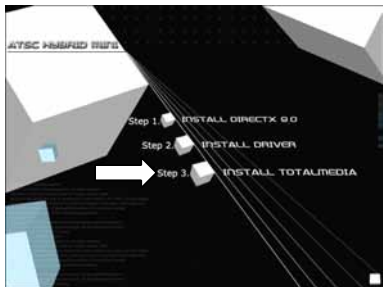 ATSC HYBRID MINI
Step 1. INSTALL DIRECTX 9.0
Step 2. INSTALL DRIVER
Step 3. INSTALL TOTALMEDIA